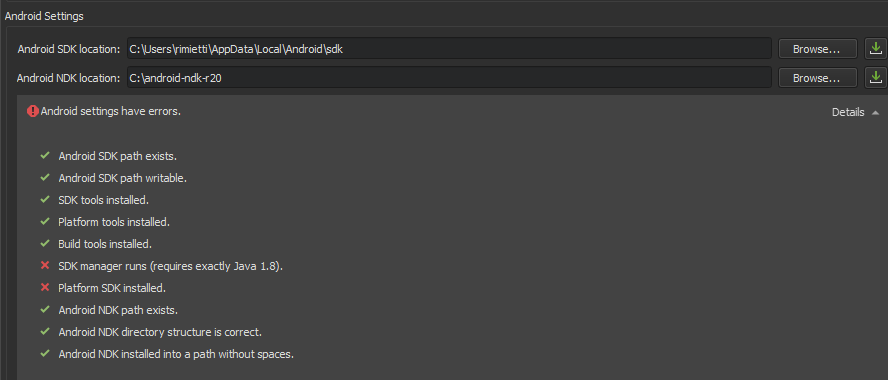 Android Settings
Android SDK location: C:\Users\rimietti\AppData\Local\Android\sdk Browse...
Android NDK location: C:\android-ndk-r20 Browse...
Android settings have errors. Details
Android SDK path exists.
Android SDK path writable.
SDK tools installed.
Platform tools installed.
Build tools installed.
SDK manager runs (requires exactly Java 1.8).
Platform SDK installed.
Android NDK path exists.
Android NDK directory structure is correct.
Android NDK installed into a path without spaces.